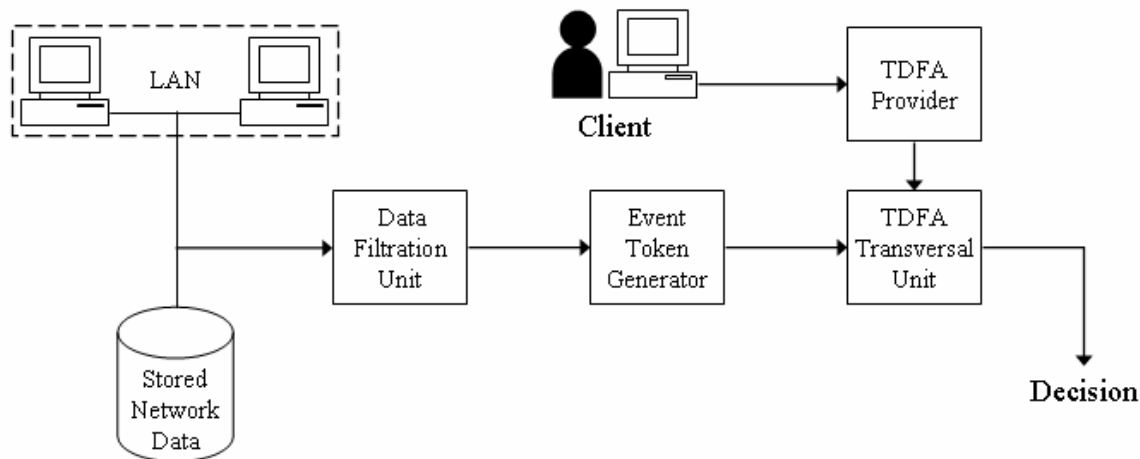 LAN
Client
TDFA
Provider
Data
Filtration
Unit
Event
Token
Generator
TDFA
Transversal
Unit
Stored
Network
Data
Decision